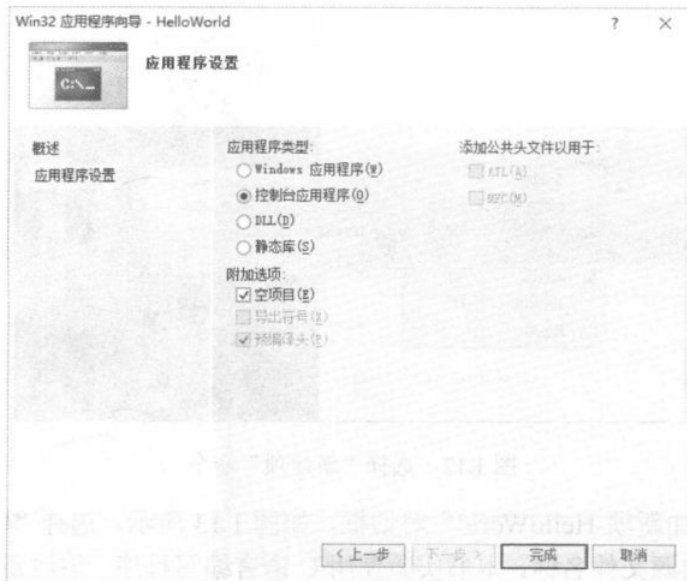 Win32 应用程序向导 - HelloWorld
? ×
C:\_
应用程序设置
概述
应用程序设置
应用程序类型:
Windows 应用程序(W)
控制台应用程序(O)
DLL(D)
静态库(S)
附加选项:
空项目(E)
导出符号(X)
预编译头(P)
添加公共头文件以用于:
ATL(A)
MFC(M)
< 上一步
下一步 >
完成
取消